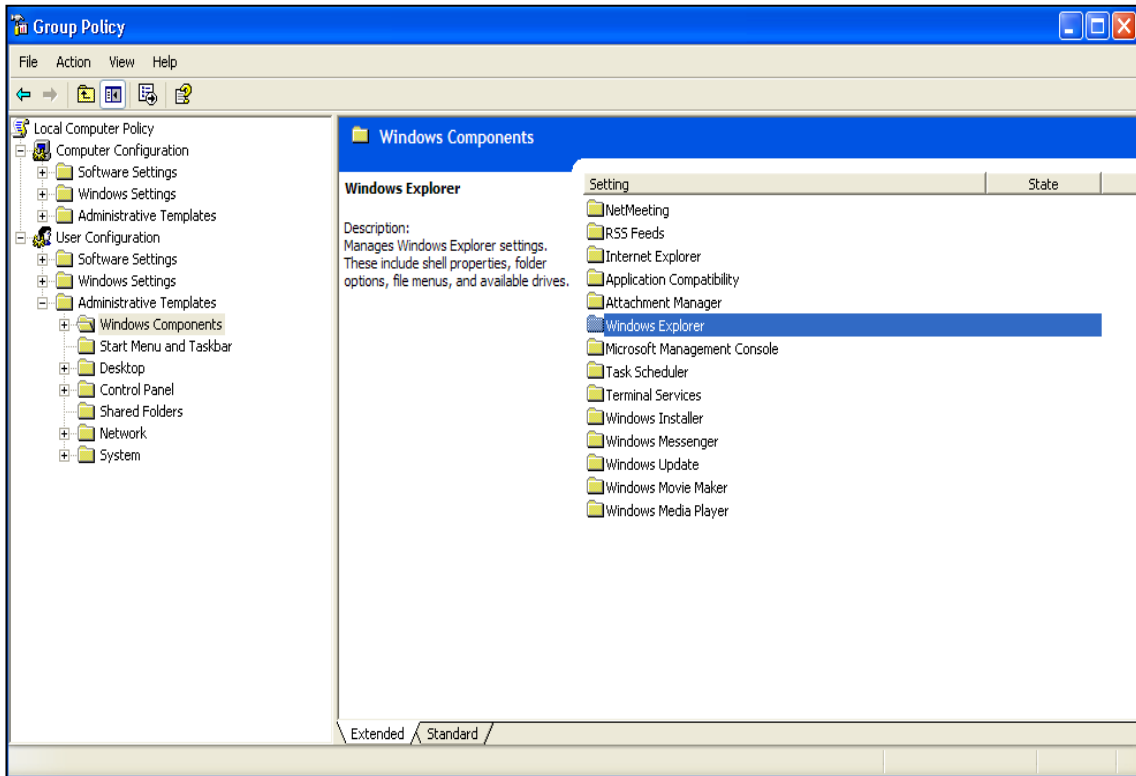 Group Policy
File Action View Help
Local Computer Policy
Computer Configuration
Software Settings
Windows Settings
Administrative Templates
User Configuration
Software Settings
Windows Settings
Administrative Templates
Windows Components
Start Menu and Taskbar
Desktop
Control Panel
Shared Folders
Network
System
Windows Components
Windows Explorer
Description:
Manages Windows Explorer settings.
These include shell properties, folder
options, file menus, and available drives.
Setting State
NetMeeting
RSS Feeds
Internet Explorer
Application Compatibility
Attachment Manager
Windows Explorer
Microsoft Management Console
Task Scheduler
Terminal Services
Windows Installer
Windows Messenger
Windows Update
Windows Movie Maker
Windows Media Player
Extended Standard